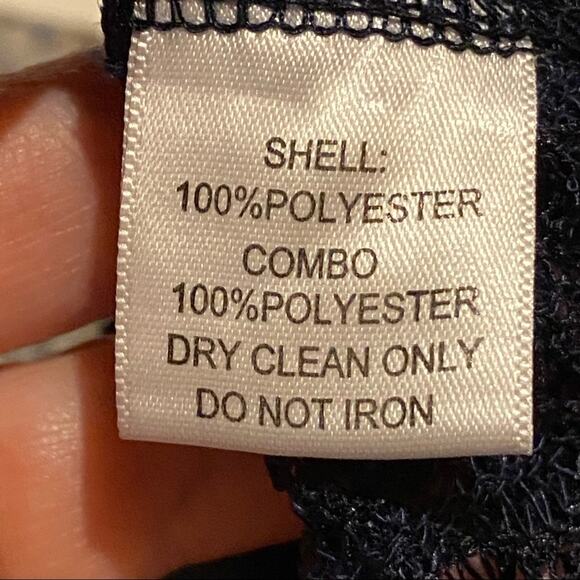 SHELL:
100%POLYESTER
COMBO
100%POLYESTER
DRY CLEAN ONLY
DO NOT IRON